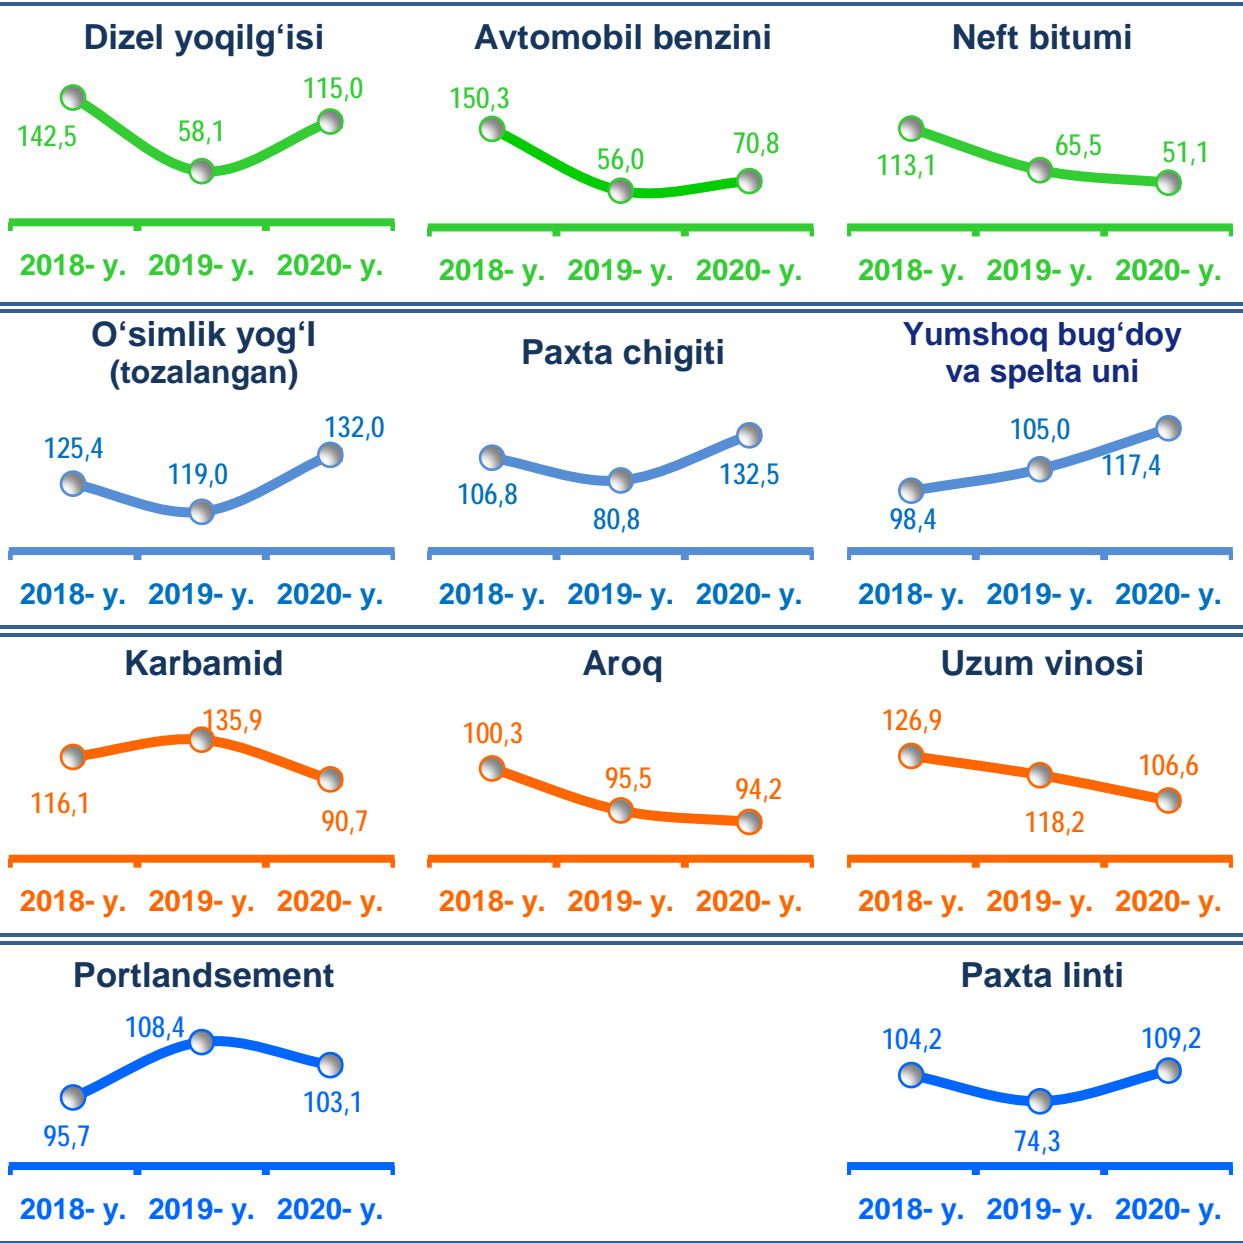 Dizel yoqilg‘isi
142,5
58,1
115,0
2018- y. 2019- y. 2020- y.
Avtomobil benzini
150,3
56,0
70,8
2018- y. 2019- y. 2020- y.
Neft bitumi
113,1
65,5
51,1
2018- y. 2019- y. 2020- y.
O‘simlik yog‘I
(tozalangan)
125,4
119,0
132,0
2018- y. 2019- y. 2020- y.
Paxta chigiti
106,8
80,8
132,5
2018- y. 2019- y. 2020- y.
Yumshoq bug‘doy
va spelta uni
98,4
105,0
117,4
2018- y. 2019- y. 2020- y.
Karbamid
116,1
135,9
90,7
2018- y. 2019- y. 2020- y.
Aroq
100,3
95,5
94,2
2018- y. 2019- y. 2020- y.
Uzum vinosi
126,9
118,2
106,6
2018- y. 2019- y. 2020- y.
Portlandsement
95,7
108,4
103,1
2018- y. 2019- y. 2020- y.
Paxta linti
104,2
74,3
109,2
2018- y. 2019- y. 2020- y.